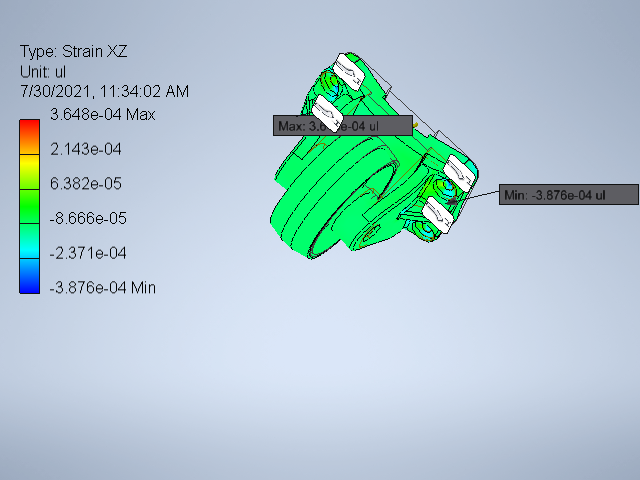 Type: Strain XZ
Unit: ul
7/30/2021, 11:34:02 AM
3.648e-04 Max
2.143e-04
6.382e-05
-8.666e-05
-2.371e-04
-3.876e-04 Min
Max: e-04 ul
Min: -3.876e-04 ul